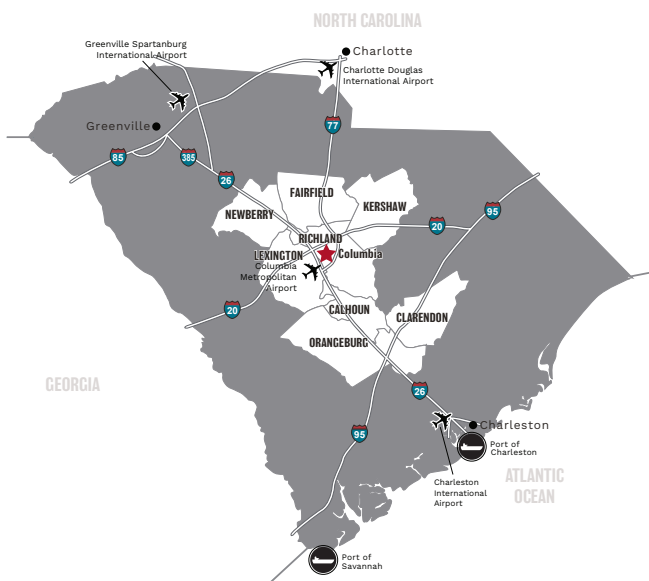 NORTH CAROLINA
Greenville Spartanburg
International Airport
Charlotte
Charlotte Douglas
International Airport
Greenville
77
85
385
26
FAIRFIELD
KERSHAW
NEWBERRY
95
20
RICHLAND
LEXINGTON
Columbia
Columbia
Metropolitan
Airport
20
CALHOUN
CLARENDON
ORANGEBURG
GEORGIA
26
95
Charleston
Port of
Charleston
Charleston
International
Airport
ATLANTIC
OCEAN
Port of
Savannah